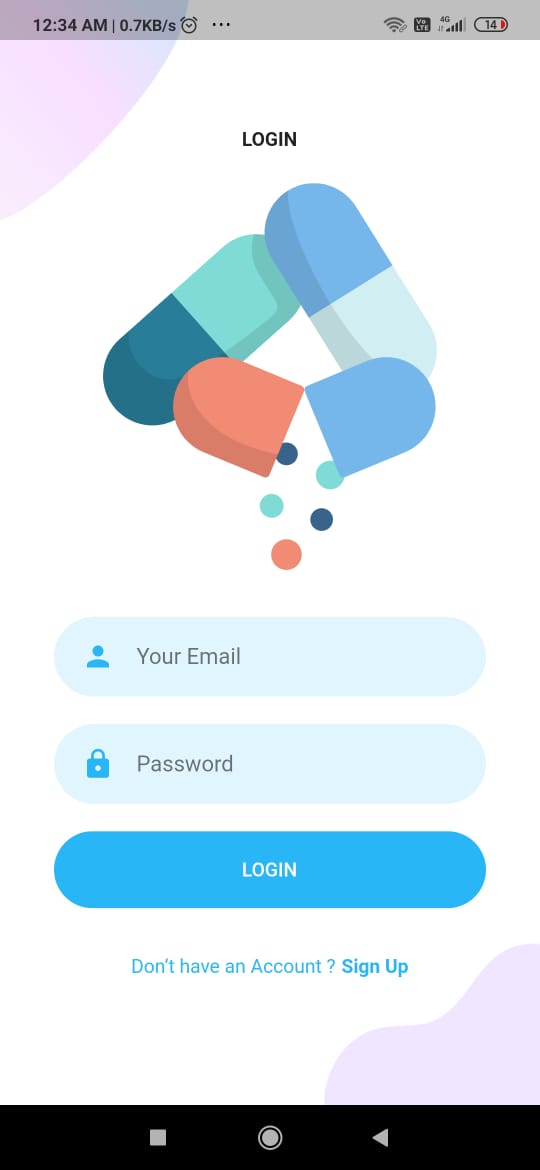 12:34 AM | 0.7KB/s ...
Vo LTE 4G 14
LOGIN
Your Email
Password
LOGIN
Don't have an Account ? Sign Up